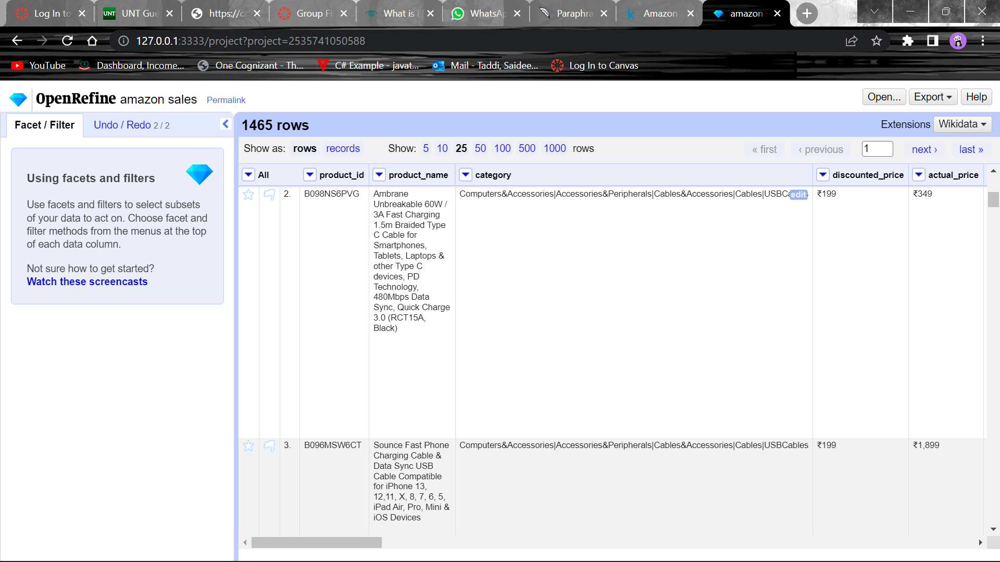 Log In to
UNT Gue
https://ca
Group Fi
What is
WhatsAp
Paraphra
Amazon
amazon
127.0.0.1:3333/project?project=2535741050588
YouTube
Dashboard, Income...
One Cognizant - Th...
C# Example - javat...
Mail - Taddi, Saidee...
Log In to Canvas
OpenRefine amazon sales Permalink
Open... Export Help
Facet / Filter Undo / Redo 2 / 2
1465 rows
Extensions Wikidata
Show as: rows records Show: 5 10 25 50 100 500 1000 rows
« first ‹ previous 1 next › last »
Using facets and filters
Use facets and filters to select subsets
of your data to act on. Choose facet and
filter methods from the menus at the top
of each data column.
Not sure how to get started?
Watch these screencasts
All product_id product_name category discounted_price actual_price
2. B098NS6PVG
Ambrane
Unbreakable 60W /
3A Fast Charging
1.5m Braided Type
C Cable for
Smartphones,
Tablets, Laptops &
other Type C
devices, PD
Technology,
480Mbps Data
Sync, Quick Charge
3.0 (RCT15A,
Black)
Computers&Accessories|Accessories&Peripherals|Cables&Accessories|Cables|USBCa edit
₹199
₹349
3. B096MSW6CT
Sounce Fast Phone
Charging Cable &
Data Sync USB
Cable Compatible
for iPhone 13,
12,11, X, 8, 7, 6, 5,
iPad Air, Pro, Mini &
iOS Devices
Computers&Accessories|Accessories&Peripherals|Cables&Accessories|Cables|USBCables
₹199
₹1,899